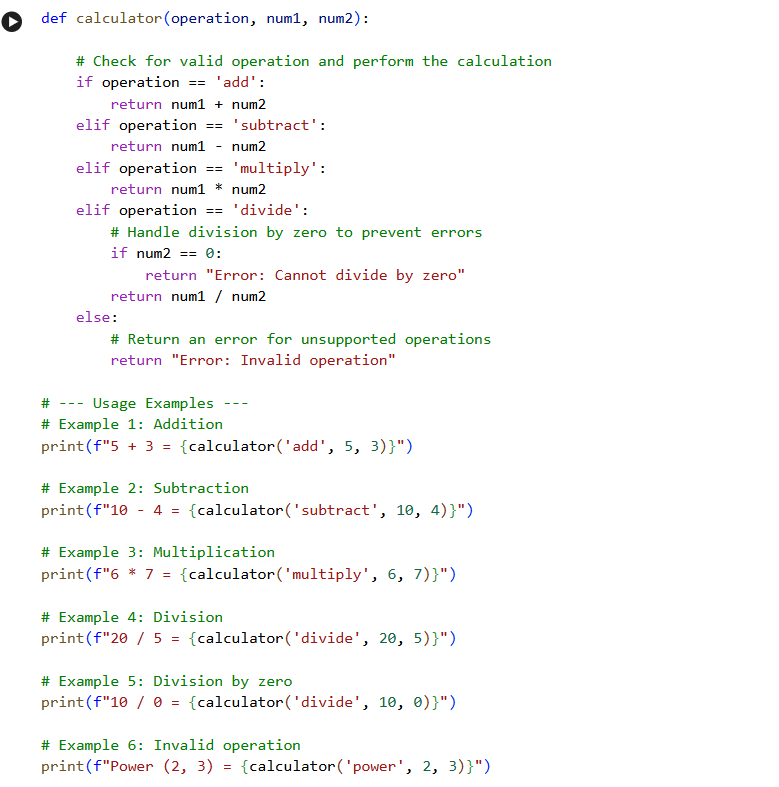 def calculator(operation, num1, num2):

    # Check for valid operation and perform the calculation
    if operation == 'add':
        return num1 + num2
    elif operation == 'subtract':
        return num1 - num2
    elif operation == 'multiply':
        return num1 * num2
    elif operation == 'divide':
        # Handle division by zero to prevent errors
        if num2 == 0:
            return "Error: Cannot divide by zero"
        return num1 / num2
    else:
        # Return an error for unsupported operations
        return "Error: Invalid operation"

# --- Usage Examples ---
# Example 1: Addition
print(f"5 + 3 = {calculator('add', 5, 3)}")

# Example 2: Subtraction
print(f"10 - 4 = {calculator('subtract', 10, 4)}")

# Example 3: Multiplication
print(f"6 * 7 = {calculator('multiply', 6, 7)}")

# Example 4: Division
print(f"20 / 5 = {calculator('divide', 20, 5)}")

# Example 5: Division by zero
print(f"10 / 0 = {calculator('divide', 10, 0)}")

# Example 6: Invalid operation
print(f"Power (2, 3) = {calculator('power', 2, 3)}")